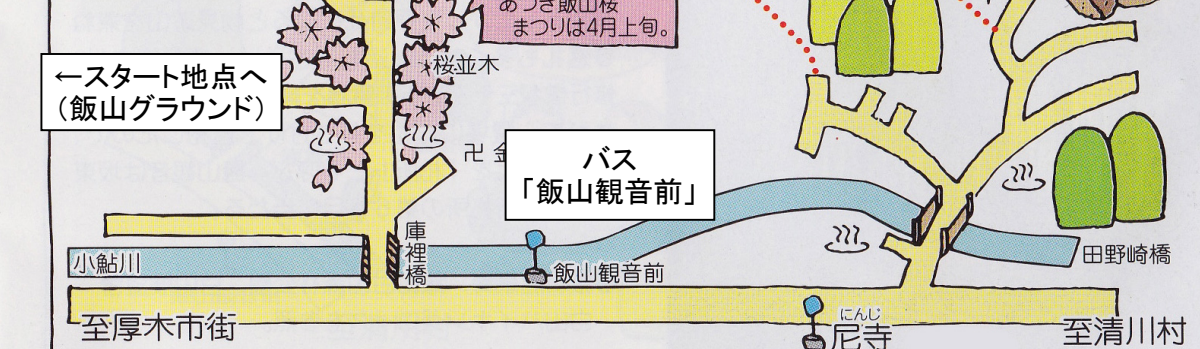 あつぎ飯山桜
まつりは4月上旬。
←スタート地点へ
(飯山グラウンド)
桜並木
卍 金
バス
「飯山観音前」
小鮎川
庫裡橋
飯山観音前
田野崎橋
至厚木市街
にんじ
尼寺
至清川村